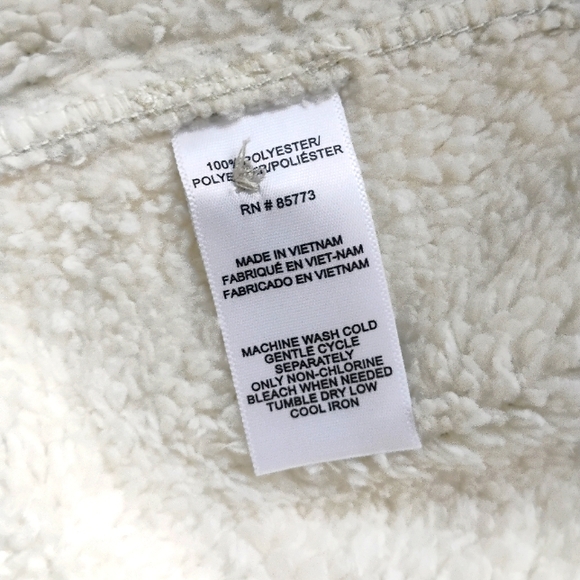 100% POLYESTER/
POLYESTER/POLIÉSTER
RN # 85773
MADE IN VIETNAM
FABRIQUÉ EN VIET-NAM
FABRICADO EN VIETNAM
MACHINE WASH COLD
GENTLE CYCLE
SEPARATELY
ONLY NON-CHLORINE
BLEACH WHEN NEEDED
TUMBLE DRY LOW
COOL IRON